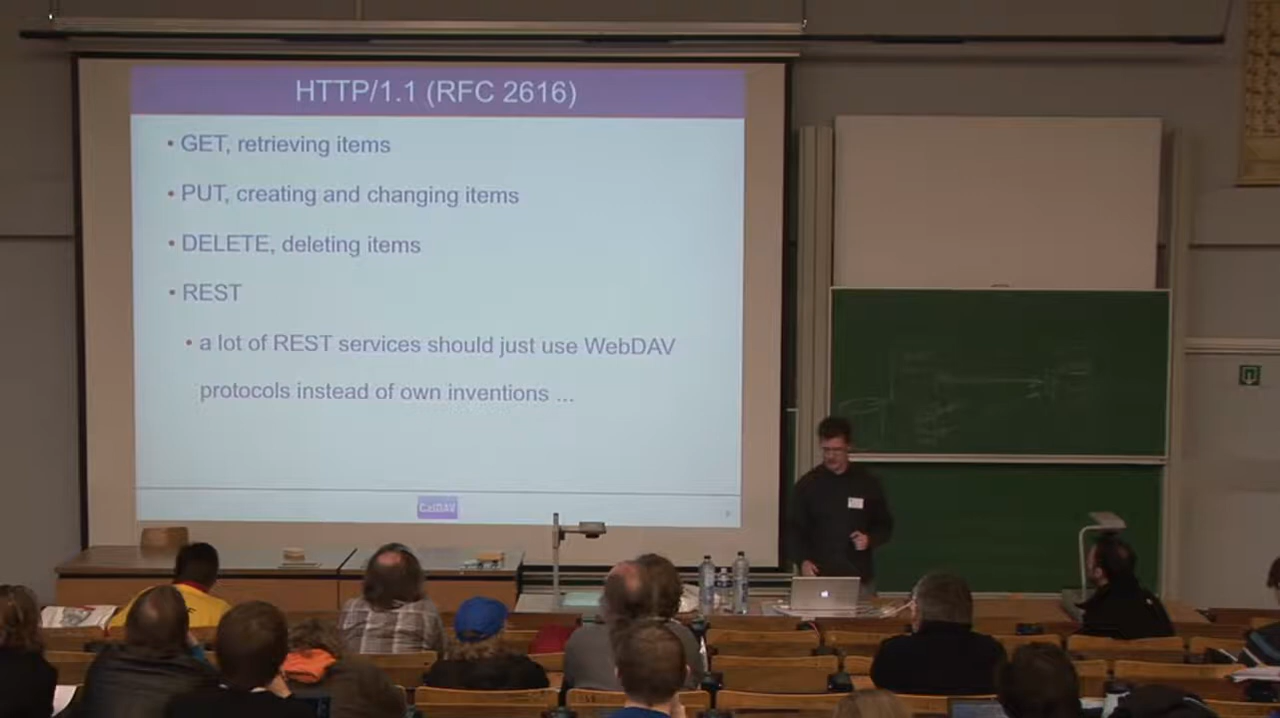 HTTP/1.1 (RFC 2616)
• GET, retrieving items
• PUT, creating and changing items
• DELETE, deleting items
• REST
• a lot of REST services should just use WebDAV
protocols instead of own inventions ...
CalDAV